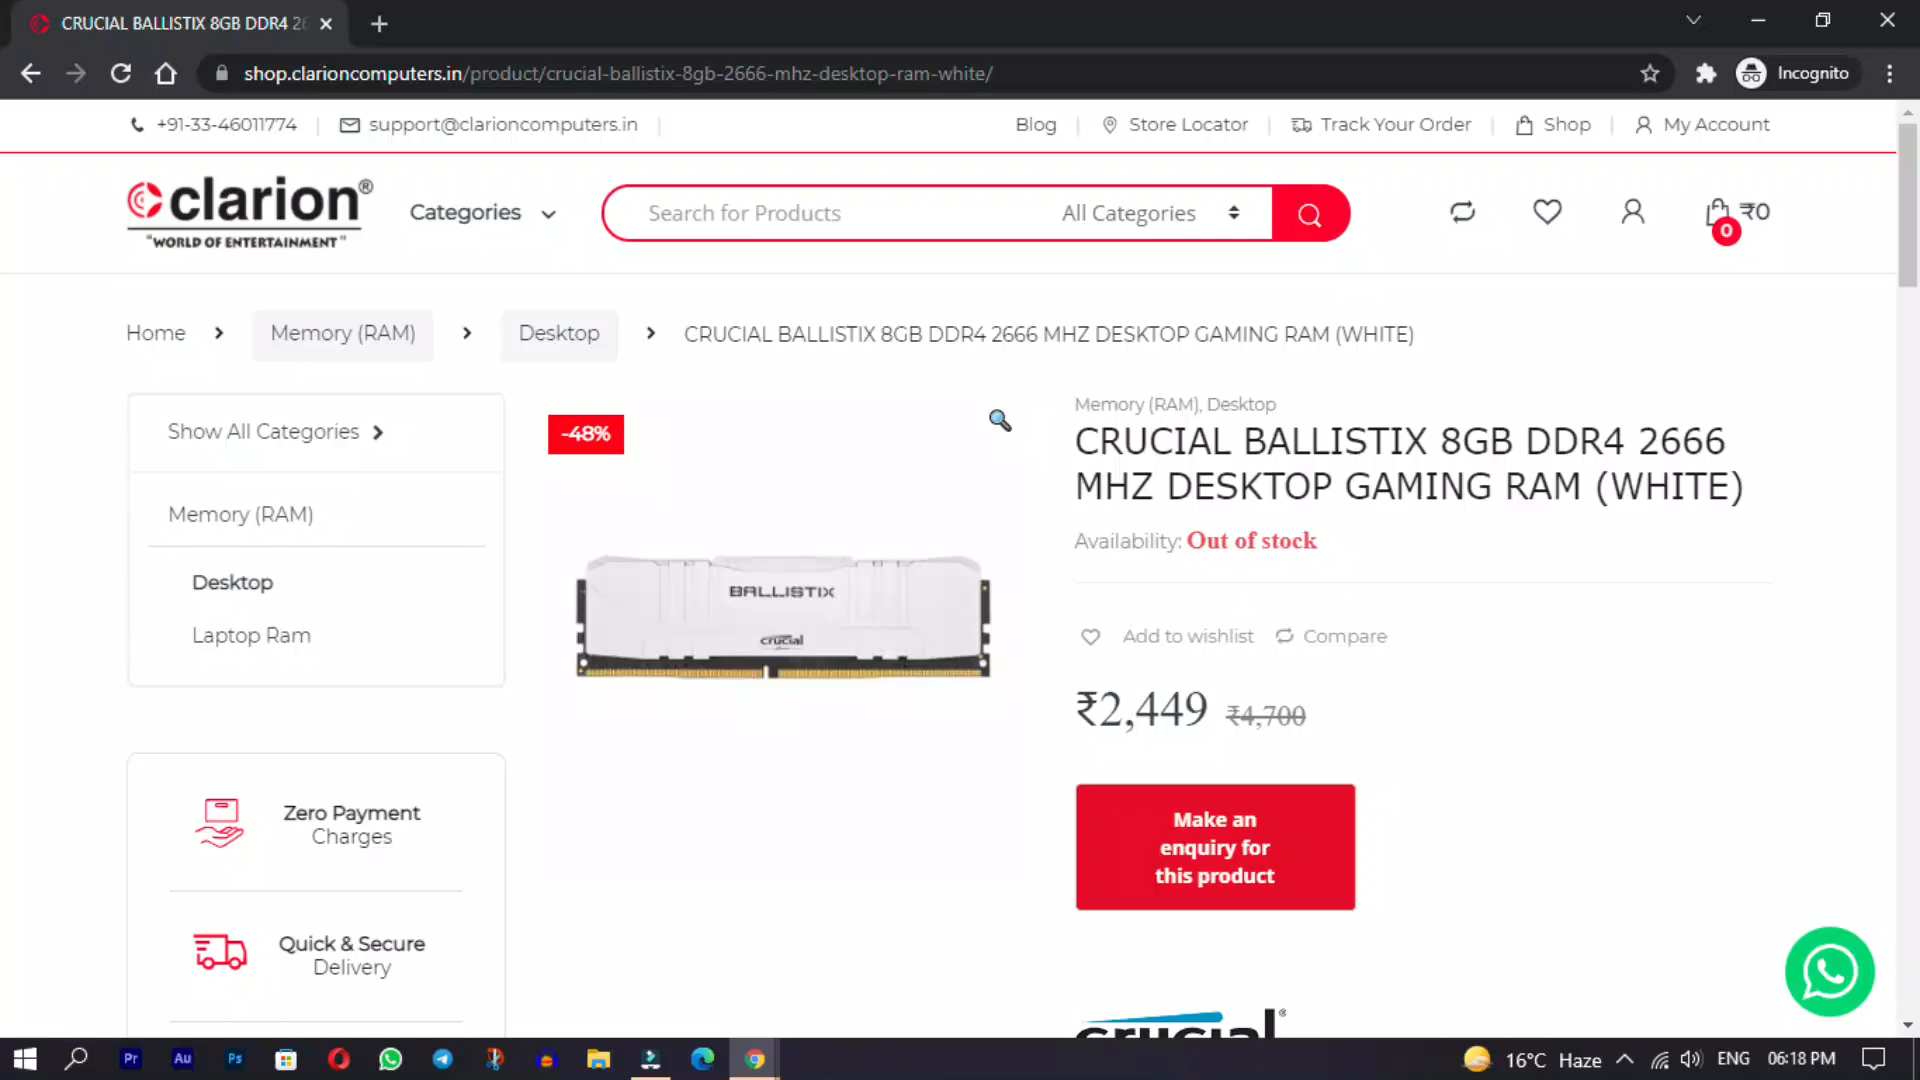 CRUCIAL BALLISTIX 8GB DDR4 26
shop.clarioncomputers.in/product/crucial-ballistix-8gb-2666-mhz-desktop-ram-white/
Incognito
+91-33-46011774
support@clarioncomputers.in
Blog
Store Locator
Track Your Order
Shop
My Account
clarion®
"WORLD OF ENTERTAINMENT"
Categories
Search for Products
All Categories
₹0
0
Home
Memory (RAM)
Desktop
CRUCIAL BALLISTIX 8GB DDR4 2666 MHZ DESKTOP GAMING RAM (WHITE)
Show All Categories
Memory (RAM)
Desktop
Laptop Ram
Zero Payment
Charges
Quick & Secure
Delivery
-48%
BALLISTIX
crucial
Memory (RAM), Desktop
CRUCIAL BALLISTIX 8GB DDR4 2666
MHZ DESKTOP GAMING RAM (WHITE)
Availability: Out of stock
Add to wishlist
Compare
₹2,449 ₹4,700
Make an
enquiry for
this product
crucial®
Pr
Au
Ps
16°C Haze
ENG
06:18 PM